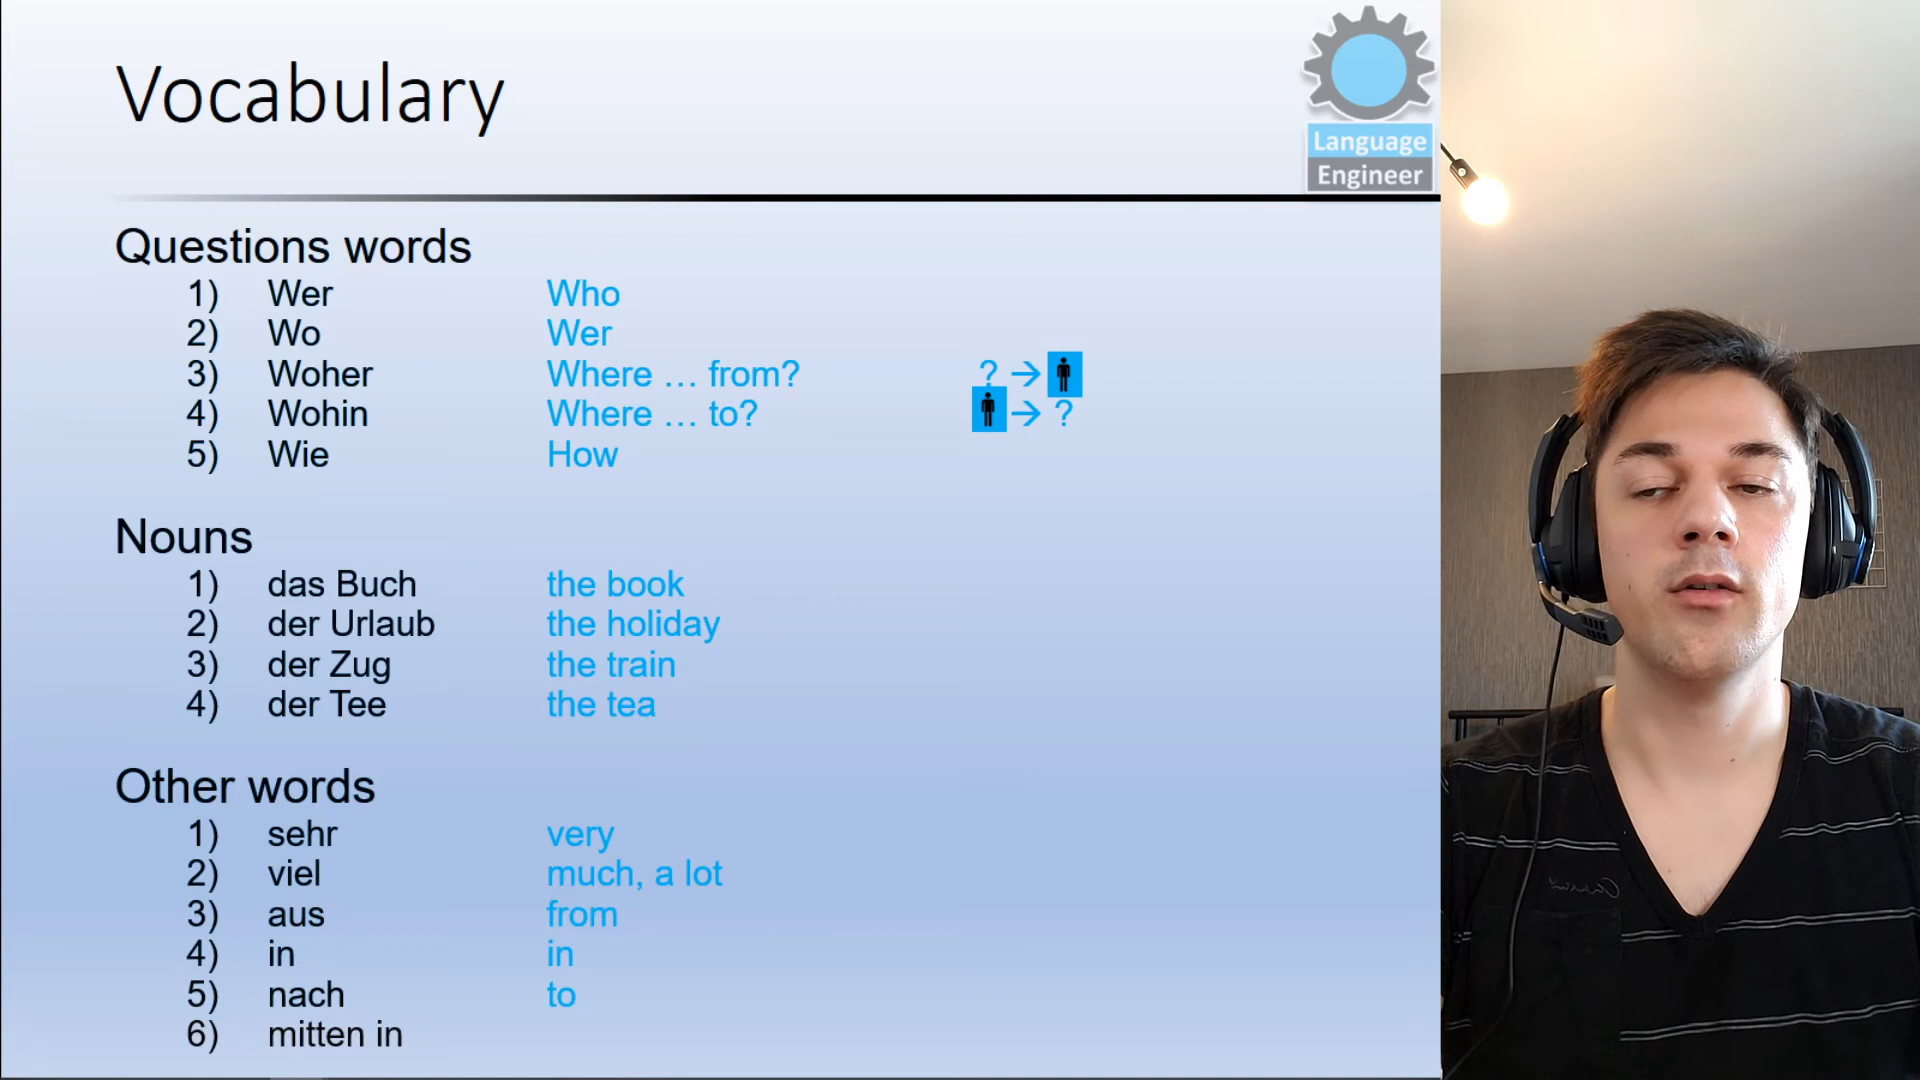 Vocabulary
Language
Engineer
Questions words
1) Wer Who
2) Wo Wer
3) Woher Where … from? ? →
4) Wohin Where … to? → ?
5) Wie How
Nouns
1) das Buch the book
2) der Urlaub the holiday
3) der Zug the train
4) der Tee the tea
Other words
1) sehr very
2) viel much, a lot
3) aus from
4) in in
5) nach to
6) mitten in